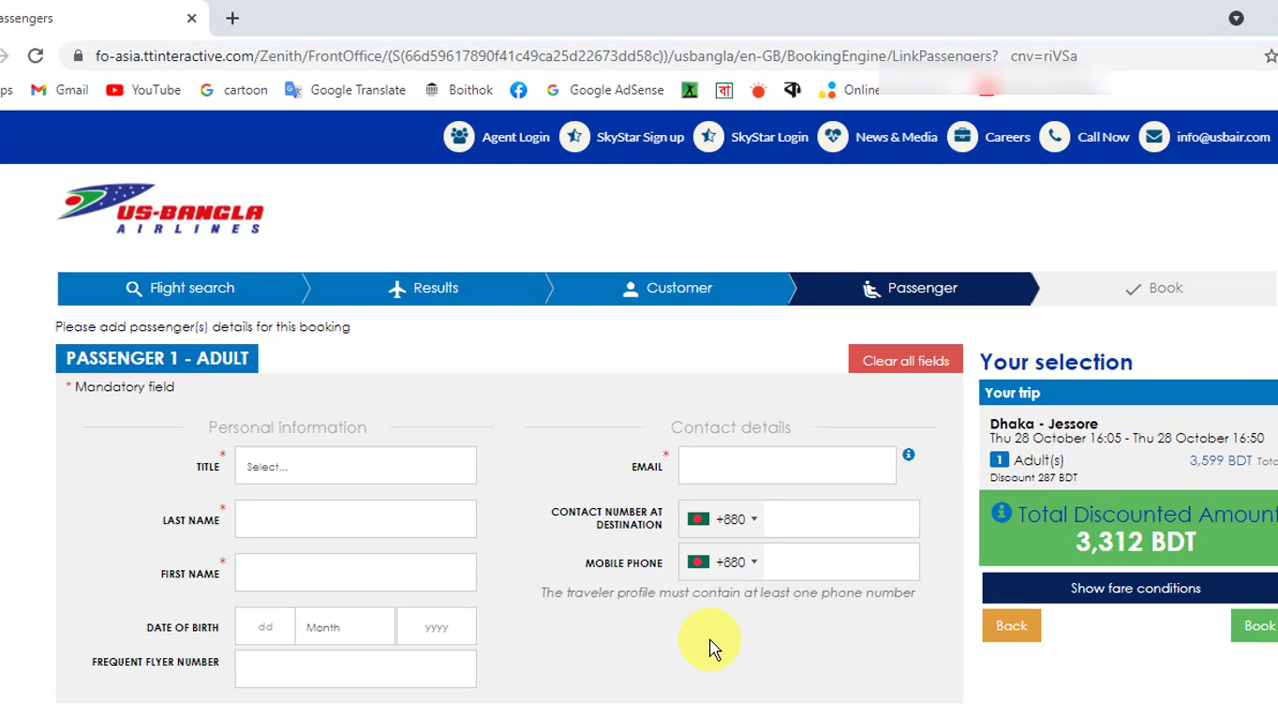 assengers
fo-asia.ttinteractive.com/Zenith/FrontOffice/(S(66d59617890f41c49ca25d22673dd58c))/usbangla/en-GB/BookingEngine/LinkPassengers? cnv=riVSa
ps Gmail YouTube cartoon Google Translate Boithok Google AdSense বা Online
Agent Login SkyStar Sign up SkyStar Login News & Media Careers Call Now info@usbair.com
US-BANGLA
AIRLINES
Flight search Results Customer Passenger Book
Please add passenger(s) details for this booking
PASSENGER 1 - ADULT
Clear all fields
* Mandatory field
Personal information
* TITLE Select...
* LAST NAME
* FIRST NAME
DATE OF BIRTH dd Month yyyy
FREQUENT FLYER NUMBER
Contact details
* EMAIL
CONTACT NUMBER AT
DESTINATION +880
MOBILE PHONE +880
The traveler profile must contain at least one phone number
Your selection
Your trip
Dhaka - Jessore
Thu 28 October 16:05 - Thu 28 October 16:50
1 Adult(s) 3,599 BDT Tota
Discount 287 BDT
Total Discounted Amount
3,312 BDT
Show fare conditions
Back Book